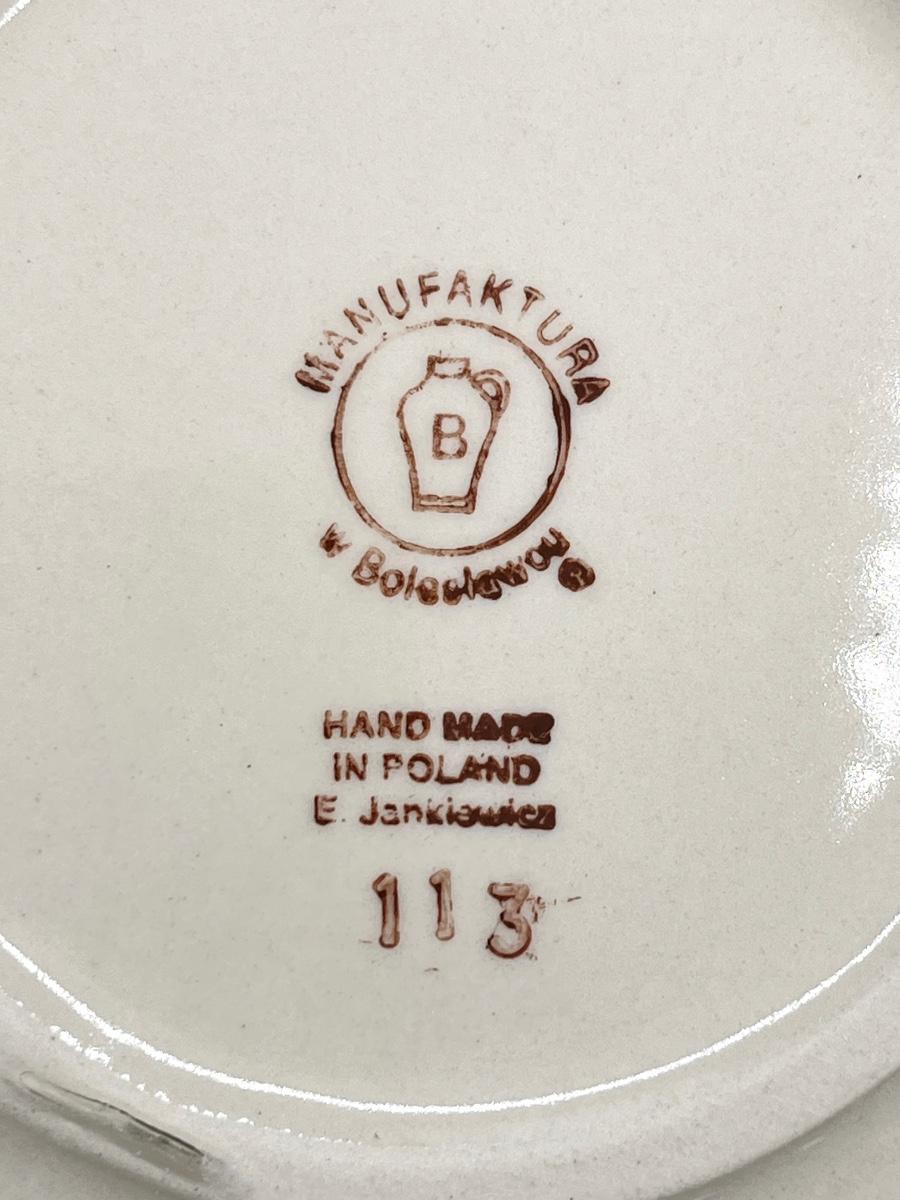 MANUFAKTURA
B
w Bolesławcu ®
HAND MADE
IN POLAND
E. Jankiewicz
113